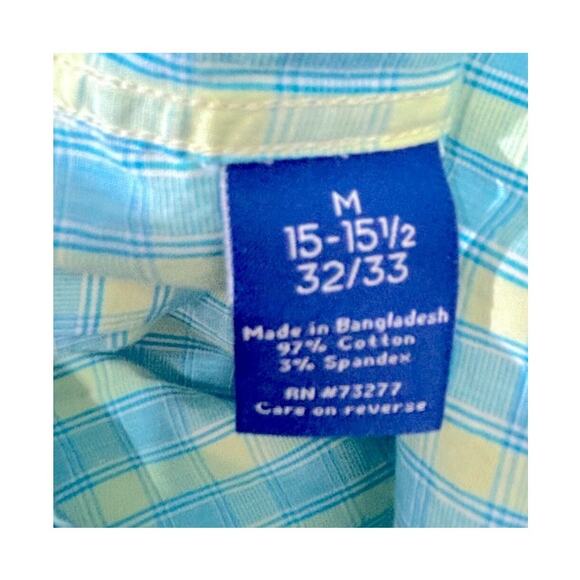 M
15-15½
32/33
Made in Bangladesh
97% Cotton
3% Spandex
RN #73277
Care on reverse